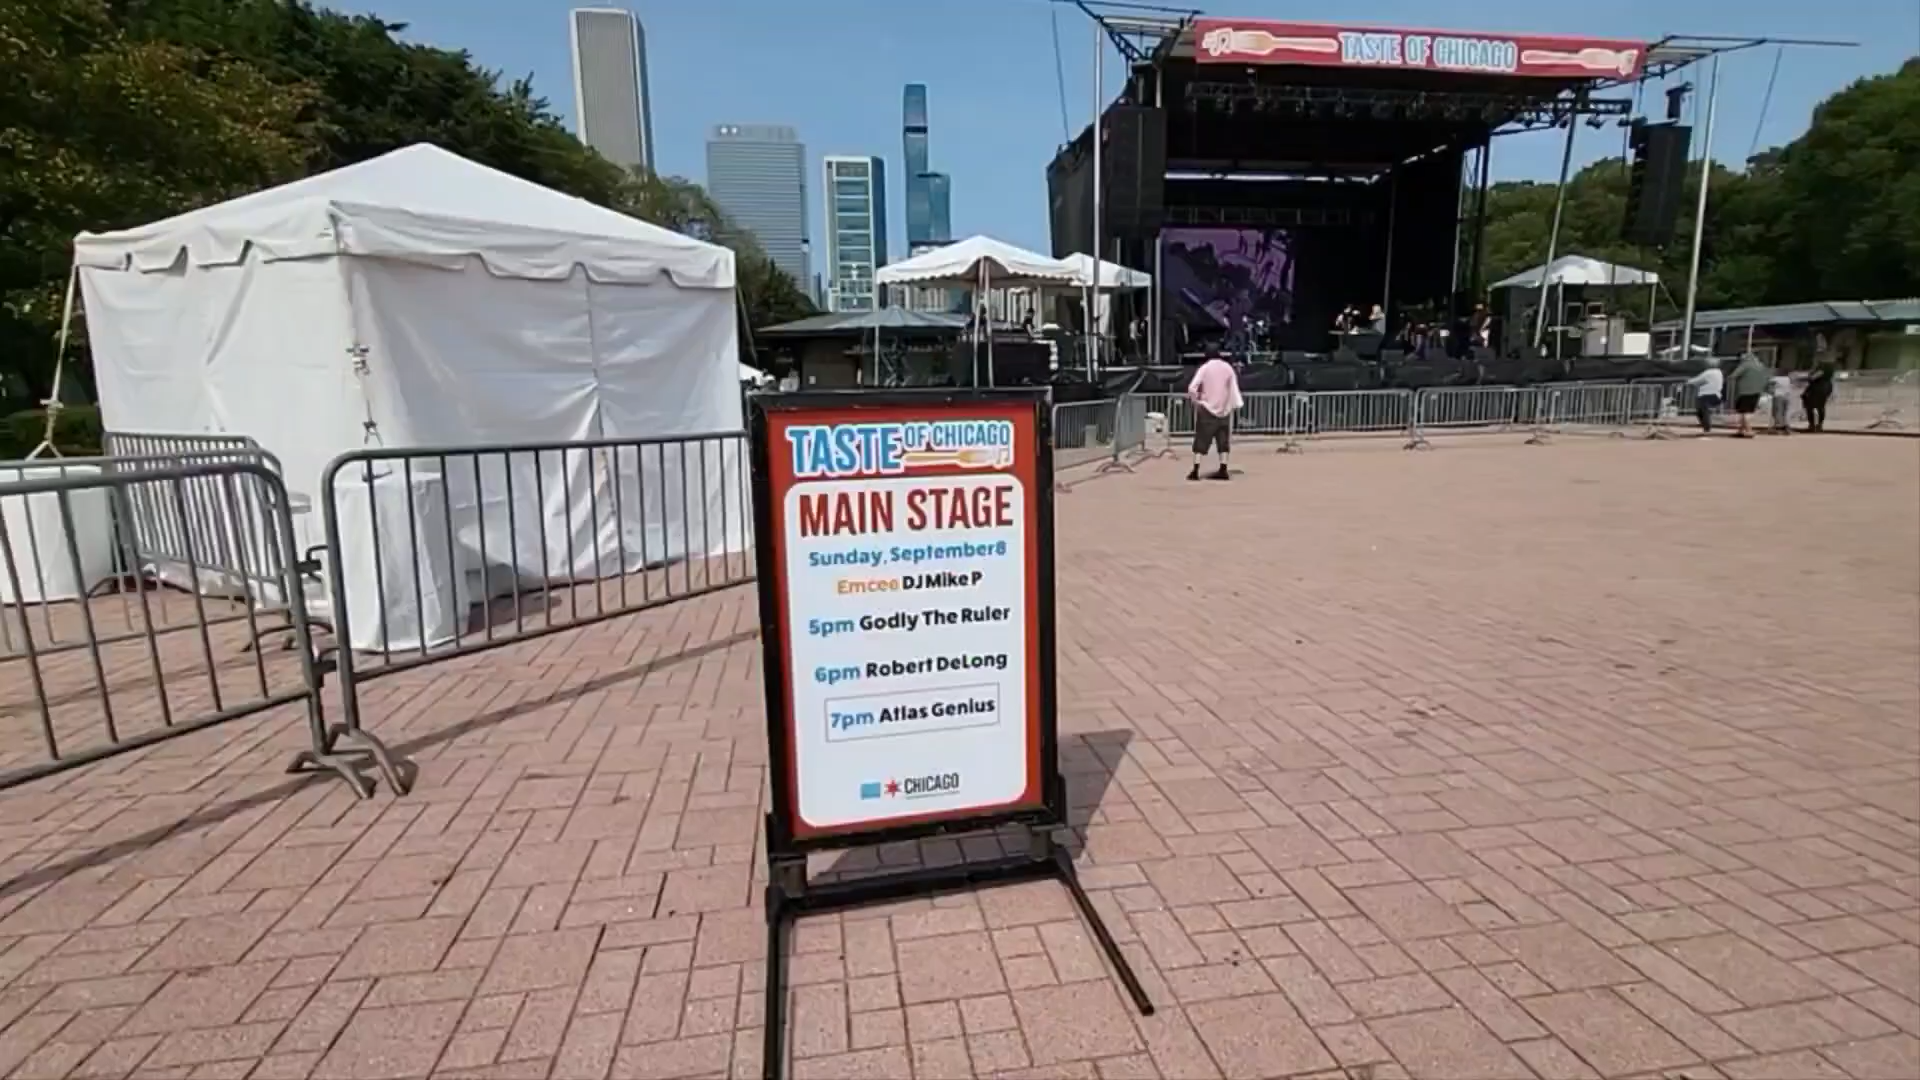 TASTE OF CHICAGO
TASTE OF CHICAGO
MAIN STAGE
Sunday, September 8
Emcee DJ Mike P
5pm Godly The Ruler
6pm Robert DeLong
7pm Atlas Genius
CHICAGO